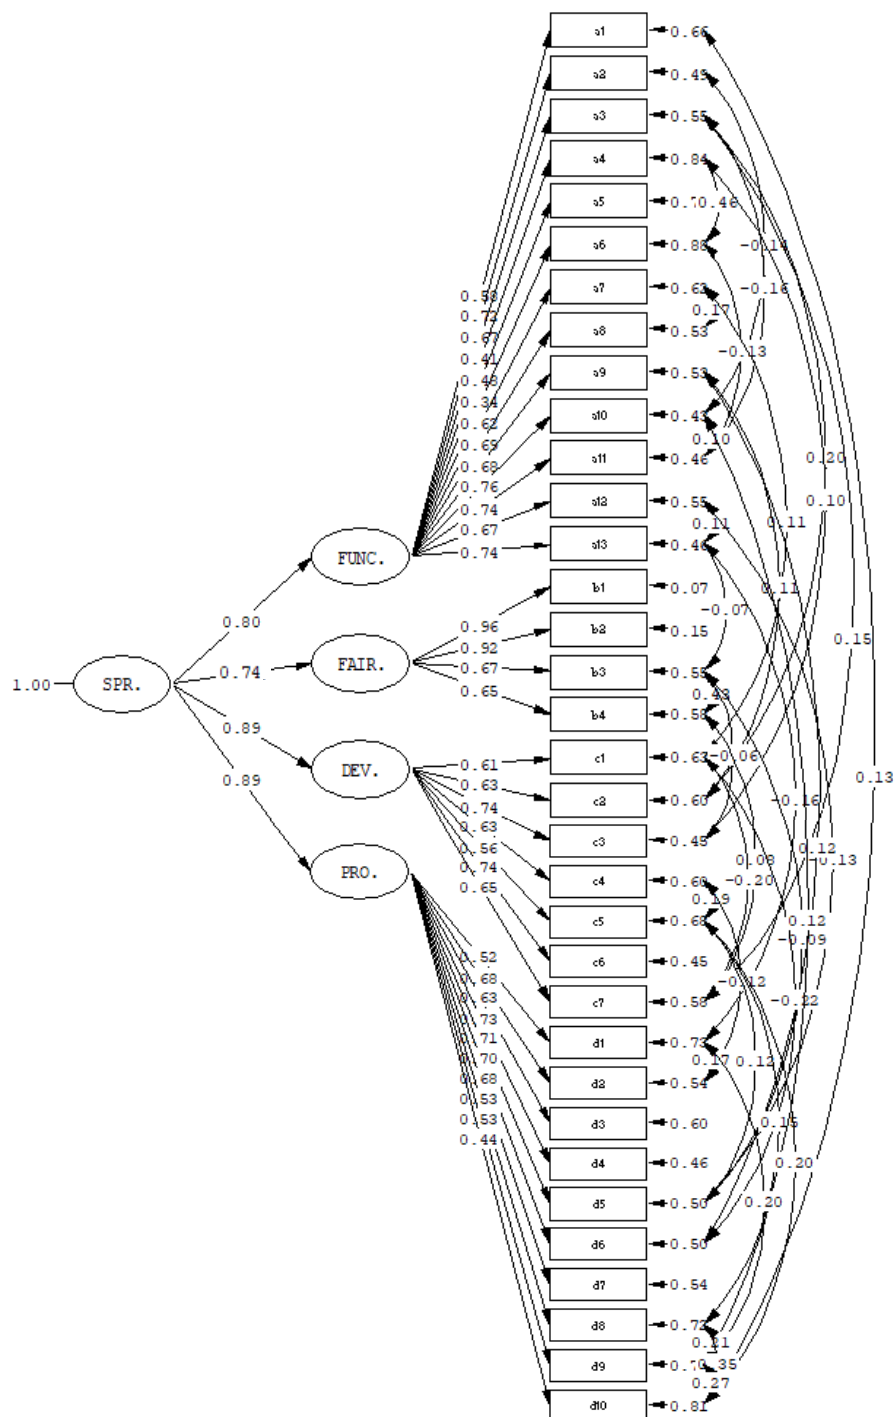 a1 0.66
a2 0.49
a3 0.55
a4 0.84
a5 0.46
a6 0.88 -0.14
a7 0.62 -0.16
0.58 0.17
0.72 a8 0.53
0.67 -0.13
0.41 a9 0.53
0.48
0.34 a10 0.43
0.62 0.10
0.69 a11 0.46 0.20
0.68
0.76 a12 0.55 0.10
0.74 0.11 0.11
0.67 a13 0.46
0.74
FUNC. b1 0.07 0.11
-0.07
0.80 b2 0.15
0.96
0.92 0.15
FAIR. 0.67 b3 0.55
0.74 0.65
1.00 SPR. 0.43
b4 0.58
0.89 c1 0.63 -0.06
DEV. 0.61
0.89 0.63 c2 0.60 -0.16 0.13
0.74
0.63 c3 0.45
0.56 0.12
PRO. 0.74 0.08 -0.13
0.65 c4 0.60 -0.20
0.19
c5 0.68 0.12
-0.09
0.52 c6 0.45
0.68 -0.12
0.63 c7 0.58 -0.22
0.73
0.71 d1 0.73
0.70 0.17 0.12
0.68 d2 0.54
0.53
0.53 d3 0.60 0.15
0.44
d4 0.46 0.20
d5 0.50 0.20
d6 0.50
d7 0.54
d8 0.72
0.21
d9 0.35
0.27
d10 0.81